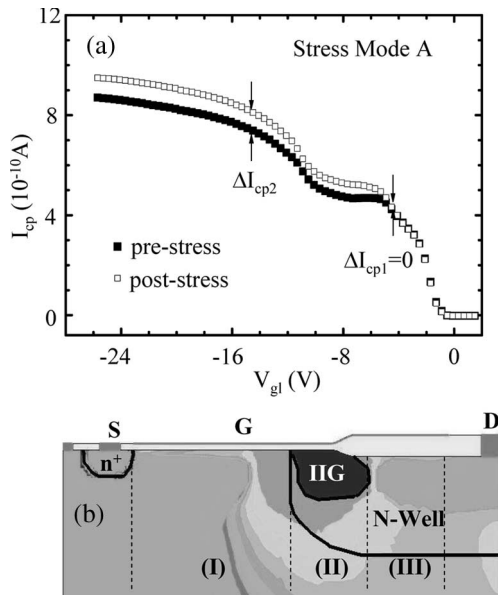 (a)
Stress Mode A
I_cp (10^-10 A)
12
8
4
0
ΔI_cp2
ΔI_cp1=0
pre-stress
post-stress
-24 -16 -8 0
V_gl (V)
S G D
n+
IIG
(b)
N-Well
(I) (II) (III)